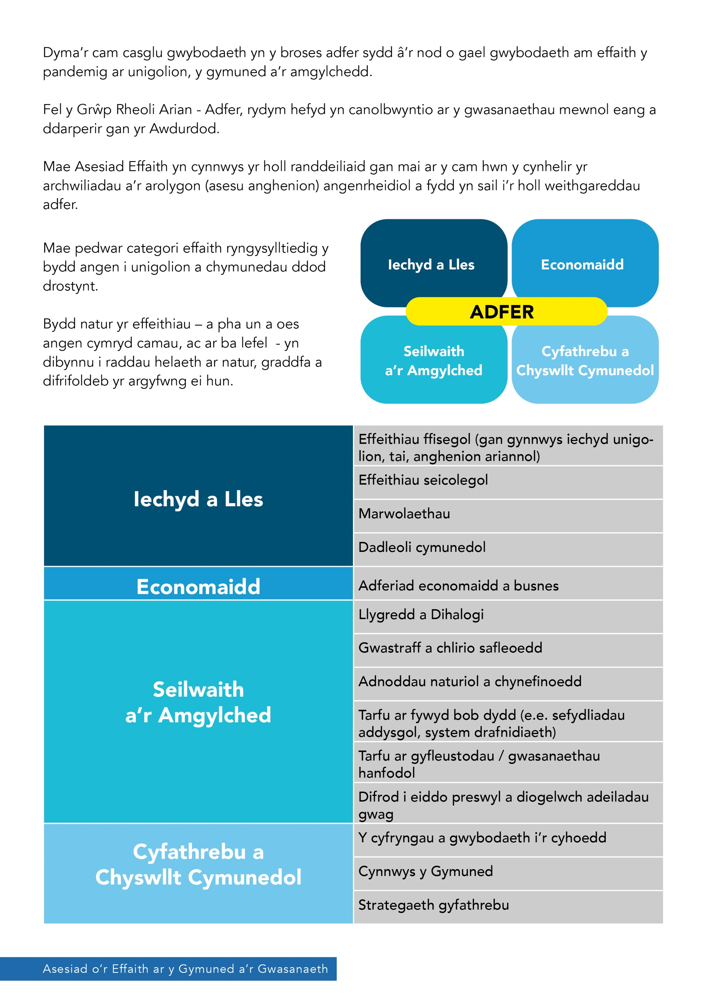 Dyma’r cam casglu gwybodaeth yn y broses adfer sydd â’r nod o gael gwybodaeth am effaith y
pandemig ar unigolion, y gymuned a’r amgylchedd.
Fel y Grŵp Rheoli Arian - Adfer, rydym hefyd yn canolbwyntio ar y gwasanaethau mewnol eang a
ddarperir gan yr Awdurdod.
Mae Asesiad Effaith yn cynnwys yr holl randdeiliaid gan mai ar y cam hwn y cynhelir yr
archwiliadau a’r arolygon (asesu anghenion) angenrheidiol a fydd yn sail i’r holl weithgareddau
adfer.
Mae pedwar categori effaith ryngysylltiedig y
bydd angen i unigolion a chymunedau ddod
drostynt.
Bydd natur yr effeithiau – a pha un a oes
angen cymryd camau, ac ar ba lefel  - yn
dibynnu i raddau helaeth ar natur, graddfa a
difrifoldeb yr argyfwng ei hun.
Iechyd a Lles
Economaidd
ADFER
Seilwaith
a’r Amgylched
Cyfathrebu a
Chyswllt Cymunedol
Iechyd a Lles
Effeithiau ffisegol (gan gynnwys iechyd unigo-
lion, tai, anghenion ariannol)
Effeithiau seicolegol
Marwolaethau
Dadleoli cymunedol
Economaidd
Adferiad economaidd a busnes
Seilwaith
a’r Amgylched
Llygredd a Dihalogi
Gwastraff a chlirio safleoedd
Adnoddau naturiol a chynefinoedd
Tarfu ar fywyd bob dydd (e.e. sefydliadau
addysgol, system drafnidiaeth)
Tarfu ar gyfleustodau / gwasanaethau
hanfodol
Difrod i eiddo preswyl a diogelwch adeiladau
gwag
Cyfathrebu a
Chyswllt Cymunedol
Y cyfryngau a gwybodaeth i’r cyhoedd
Cynnwys y Gymuned
Strategaeth gyfathrebu
Asesiad o’r Effaith ar y Gymuned a’r Gwasanaeth